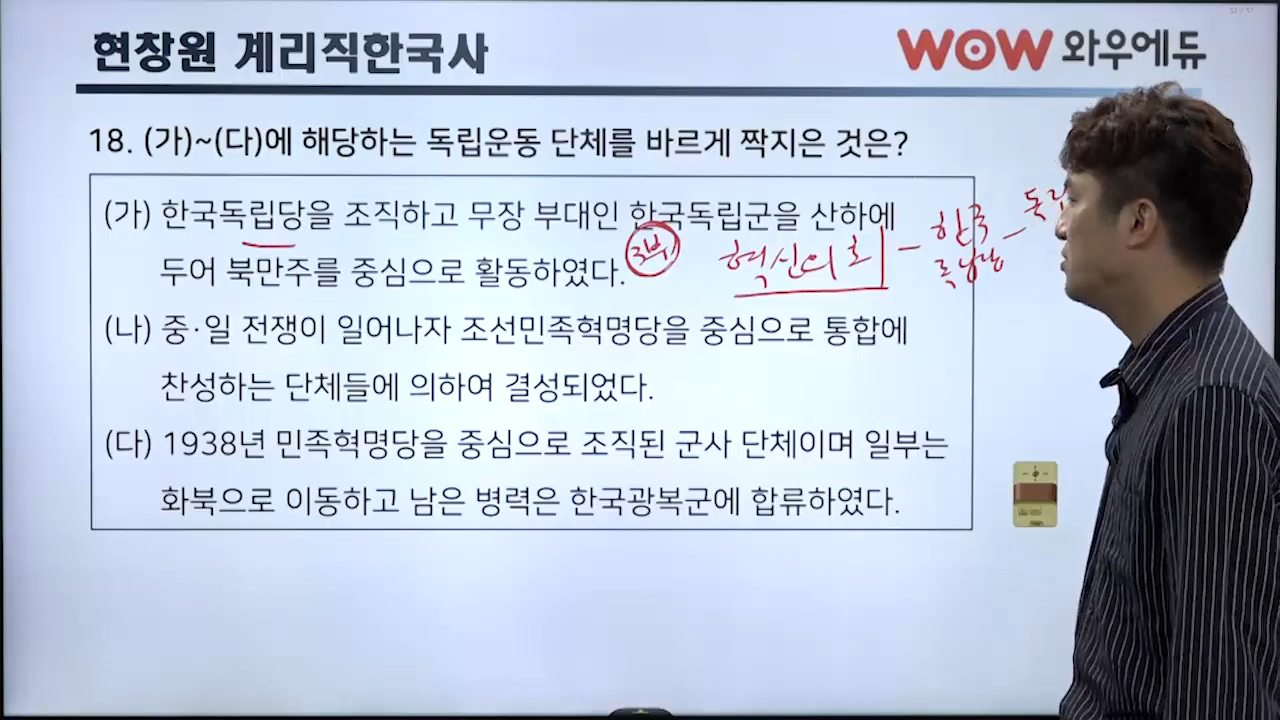 현창원 계리직한국사
WOW 와우에듀
18. (가)~(다)에 해당하는 독립운동 단체를 바르게 짝지은 것은?
(가) 한국독립당을 조직하고 무장 부대인 한국독립군을 산하에
두어 북만주를 중심으로 활동하였다.
3부 혁신의회 - 한국 독립당 - 독립
(나) 중·일 전쟁이 일어나자 조선민족혁명당을 중심으로 통합에
찬성하는 단체들에 의하여 결성되었다.
(다) 1938년 민족혁명당을 중심으로 조직된 군사 단체이며 일부는
화북으로 이동하고 남은 병력은 한국광복군에 합류하였다.